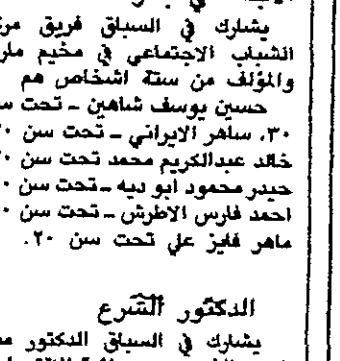 يشارك في السباق فريق
الشباب الاجتماعي في مخيم
والمؤلف من ستة اشخاص هم
حسين يوسف شاهين ـ تحت
٣٠، ساهر الايراني ـ تحت سن
خالد عبدالكريم محمد تحت سن
حيدر محمود ابو ديه ـ تحت سن
احمد فارس الاطرش ـ تحت سن
ماهر فايز علي تحت سن ٢٠.
الدكتور الشرع
يشارك في السباق الدكتور